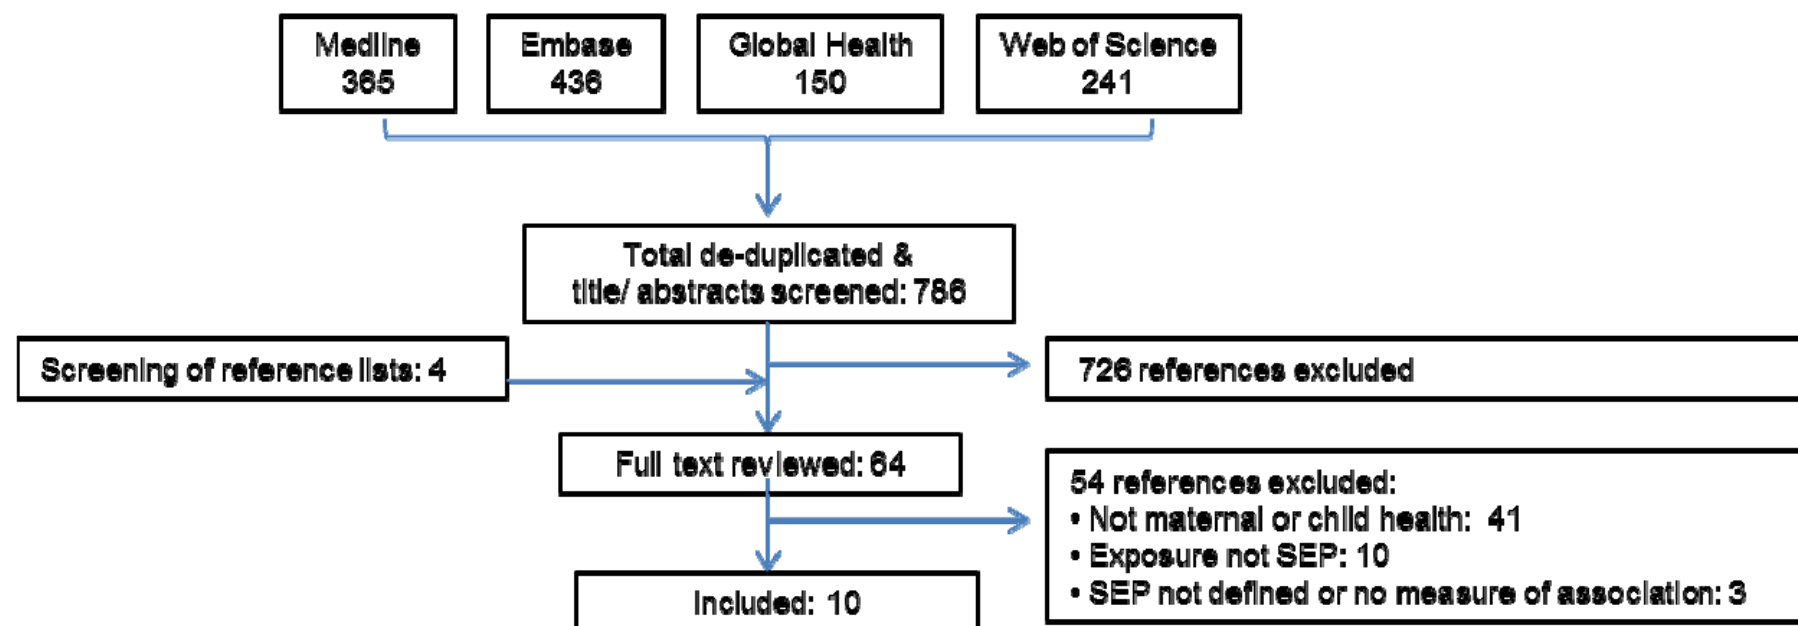 Medline
365
Embase
436
Global Health
150
Web of Science
241
Total de-duplicated &
title/ abstracts screened: 786
Screening of reference lists: 4
726 references excluded
Full text reviewed: 64
54 references excluded:
• Not maternal or child health: 41
• Exposure not SEP: 10
• SEP not defined or no measure of association: 3
Included: 10